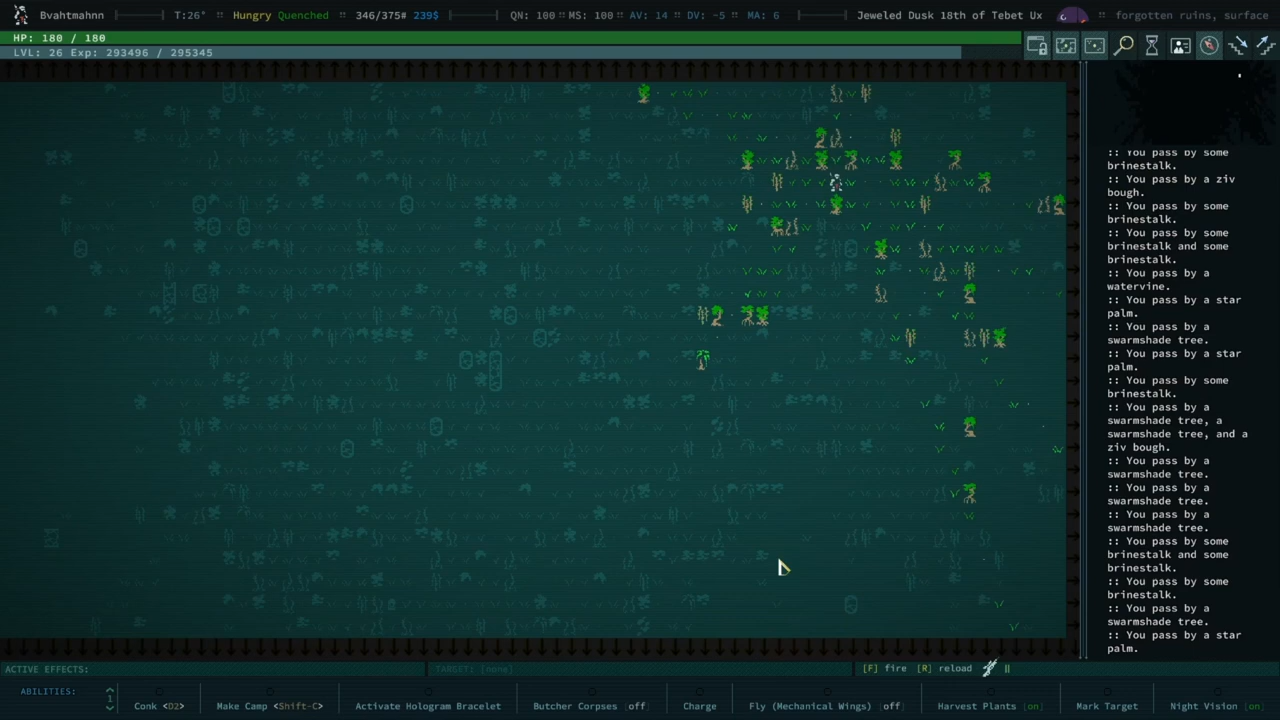 Bvahtmahn T:26° :: Hungry Quenched :: 346/375# 239$ QN: 100 :: MS: 100 :: AV: 14 :: DV: -5 :: MA: 6 Jeweled Dusk 18th of Tebet Ux :: forgotten ruins, surface
HP: 180 / 180
LVL: 26 Exp: 293496 / 295345
:: You pass by some
brinestalk.
:: You pass by a ziv
bough.
:: You pass by some
brinestalk.
:: You pass by some
brinestalk and some
brinestalk.
:: You pass by a
watervine.
:: You pass by a star
palm.
:: You pass by a
swarmshade tree.
:: You pass by a star
palm.
:: You pass by some
brinestalk.
:: You pass by a
swarmshade tree, a
swarmshade tree, and a
ziv bough.
:: You pass by a
swarmshade tree.
:: You pass by a
swarmshade tree.
:: You pass by a
swarmshade tree.
:: You pass by some
brinestalk and some
brinestalk.
:: You pass by some
brinestalk.
:: You pass by a
swarmshade tree.
:: You pass by a star
palm.
ACTIVE EFFECTS: TARGET: [none] [F] fire [R] reload
ABILITIES: 1 Conk <D2> Make Camp <Shift-C> Activate Hologram Bracelet Butcher Corpses [off] Charge Fly (Mechanical Wings) [off] Harvest Plants [on] Mark Target Night Vision [on]